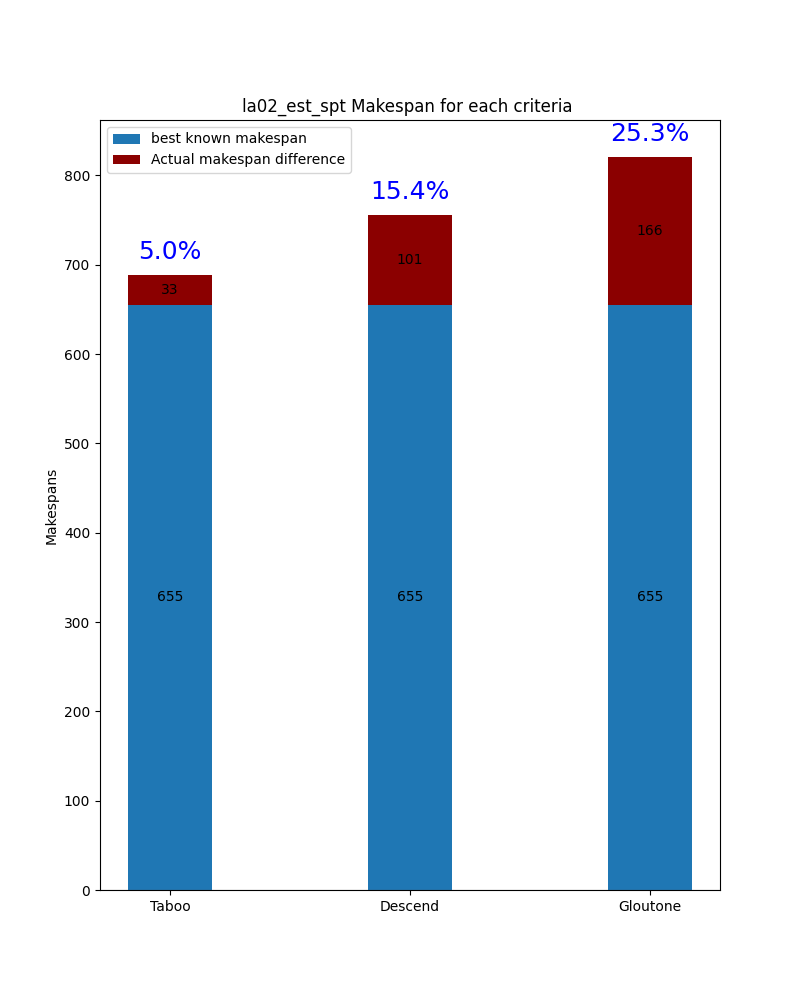 la02_est_spt Makespan for each criteria
best known makespan
Actual makespan difference
25.3%
15.4%
5.0%
800
700
600
500
400
300
200
100
0
Makespans
33
101
166
655
655
655
Taboo
Descend
Gloutone